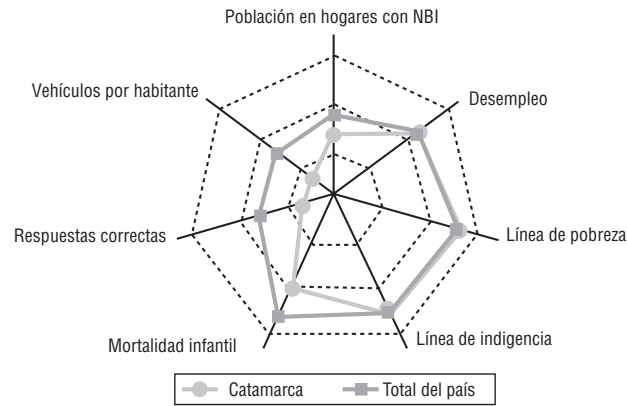 Población en hogares con NBI
Vehículos por habitante
Desempleo
Respuestas correctas
Línea de pobreza
Mortalidad infantil
Línea de indigencia
Catamarca
Total del país